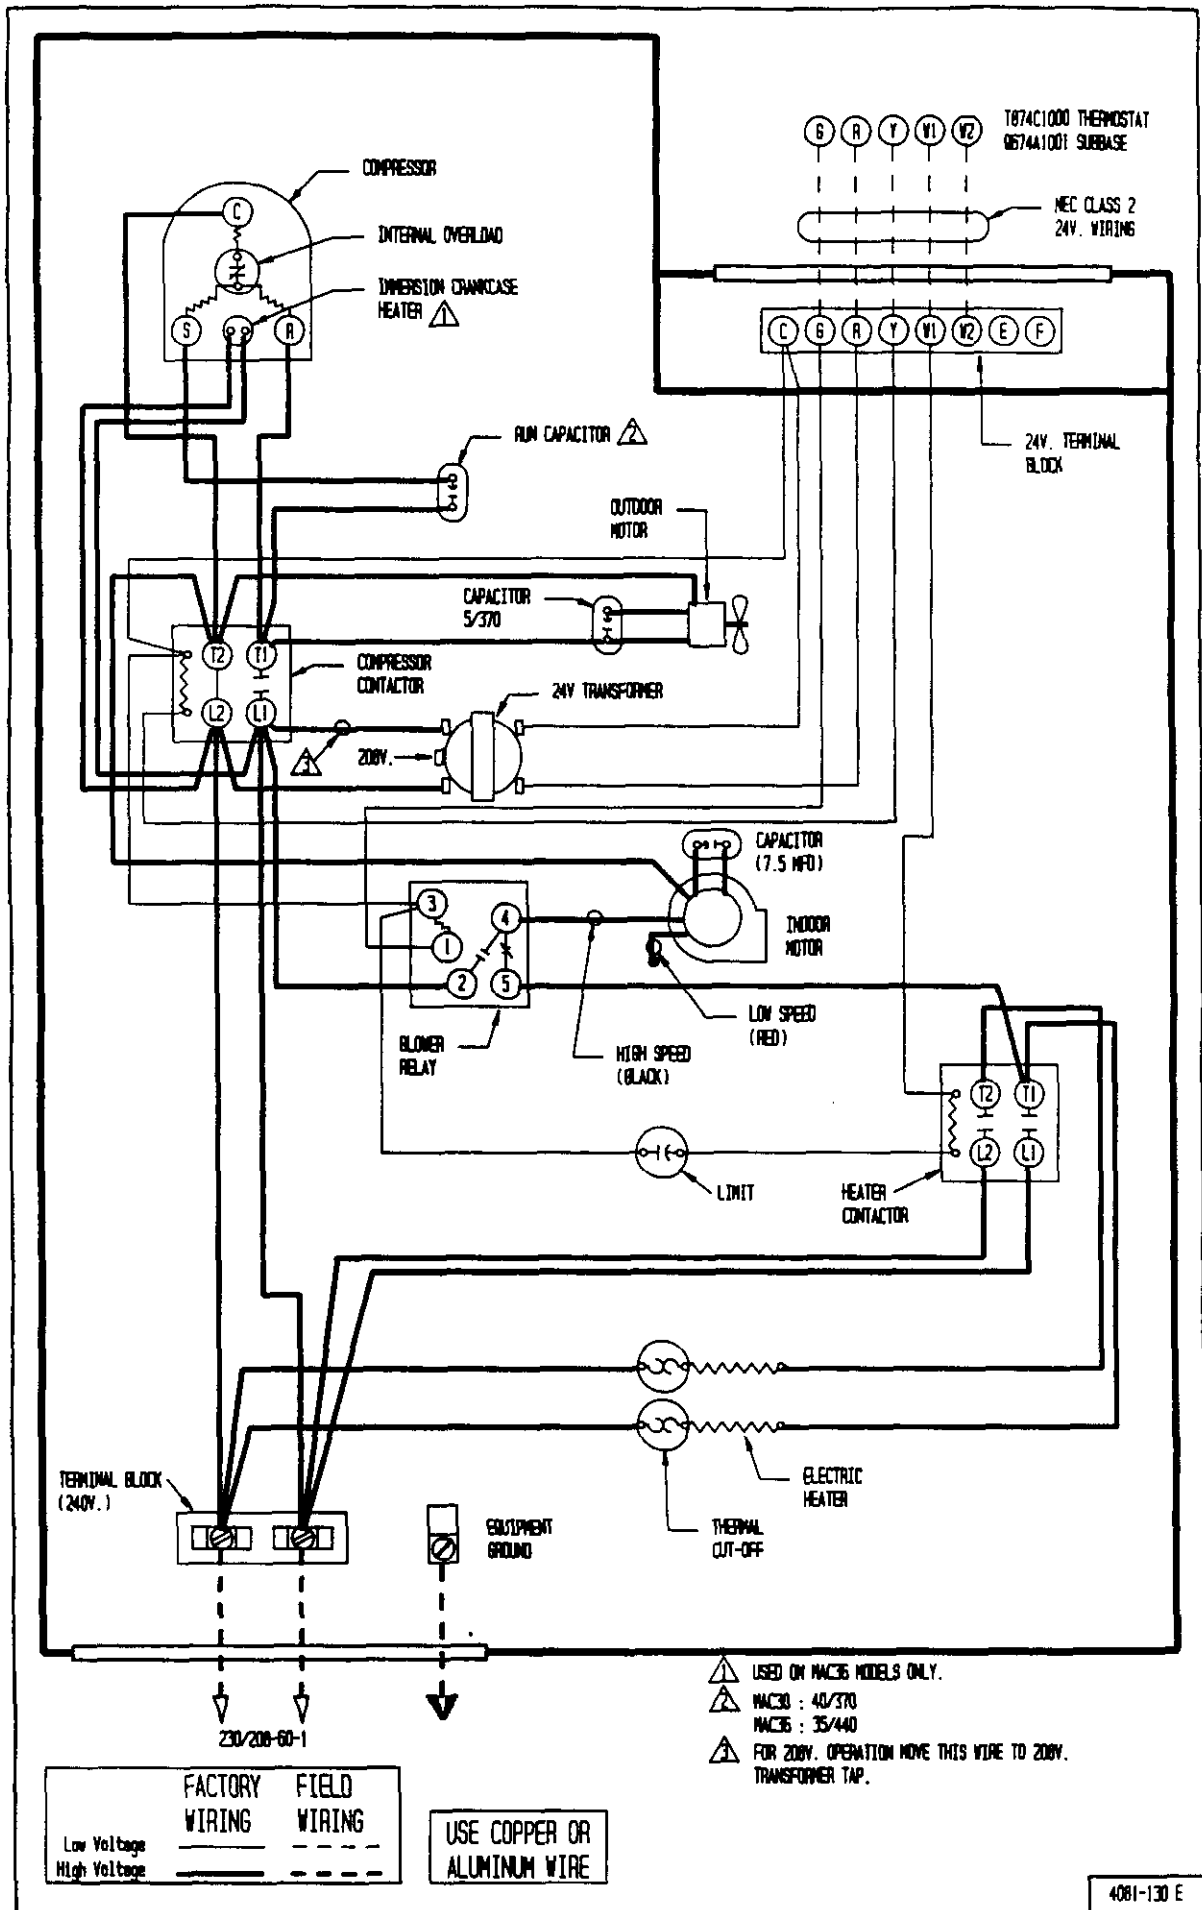 T874C1000 THERMOSTAT
Q674A1001 SUBBASE
G R Y W1 W2
COMPRESSOR
NEC CLASS 2
24V. WIRING
C
INTERNAL OVERLOAD
IMMERSION CRANKCASE
HEATER 1
S R
C G R Y W1 W2 E F
RUN CAPACITOR 2
24V. TERMINAL
BLOCK
OUTDOOR
MOTOR
CAPACITOR
5/370
T2 T1
COMPRESSOR
CONTACTOR
24V TRANSFORMER
L2 L1
3
208V.
CAPACITOR
(7.5 MFD)
3
4
1
INDOOR
MOTOR
2 5
LOW SPEED
(RED)
BLOWER
RELAY
HIGH SPEED
(BLACK)
T2 T1
L2 L1
LIMIT
HEATER
CONTACTOR
TERMINAL BLOCK
(240V.)
ELECTRIC
HEATER
EQUIPMENT
GROUND
THERMAL
CUT-OFF
230/208-60-1
1 USED ON MAC36 MODELS ONLY.
2 MAC30 : 40/370
MAC36 : 35/440
3 FOR 208V. OPERATION MOVE THIS WIRE TO 208V.
TRANSFORMER TAP.
FACTORY FIELD
WIRING WIRING
Low Voltage
High Voltage
USE COPPER OR
ALUMINUM WIRE
4081-130 E